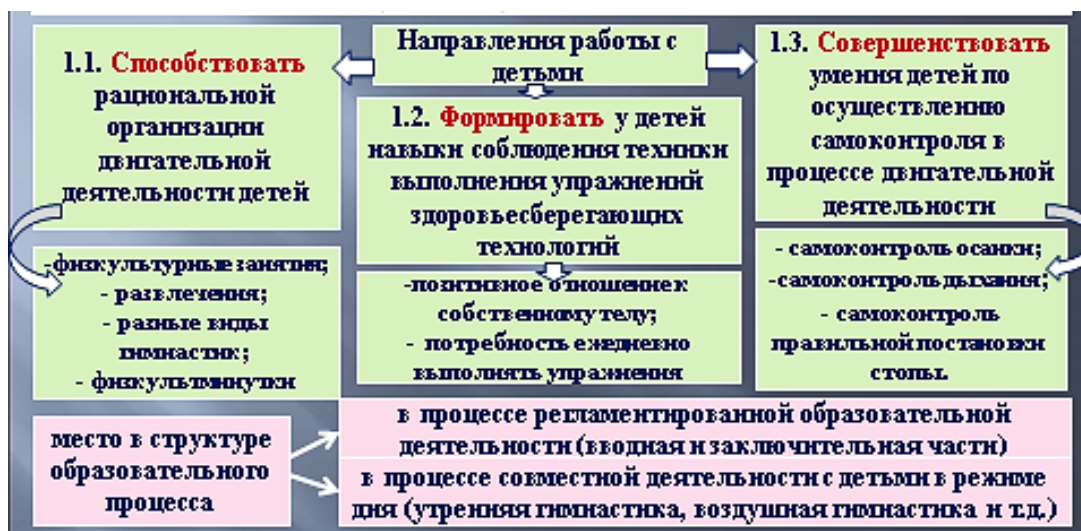 Направления работы с
детьми
1.1. Способствовать
рациональной
организации
двигательной
деятельности детей
-физкультурные занятия;
- развлечения;
- разные виды
гимнастик;
- физкультминутки
1.2. Формировать у детей
навыки соблюдения техники
выполнения упражнений
здоровьесберегающих
технологий
-позитивное отношение к
собственному телу;
- потребность ежедневно
выполнять упражнения
1.3. Совершенствовать
умения детей по
осуществлению
самоконтроля в
процессе двигательной
деятельности
- самоконтроль осанки;
-самоконтроль дыхания;
- самоконтроль
правильной постановки
стопы.
место в структуре
образовательного
процесса
в процессе регламентированной образовательной
деятельности (вводная и заключительная части)
в процессе совместной деятельности с детьми в режиме
дня (утренняя гимнастика, воздушная гимнастика и т.д.)